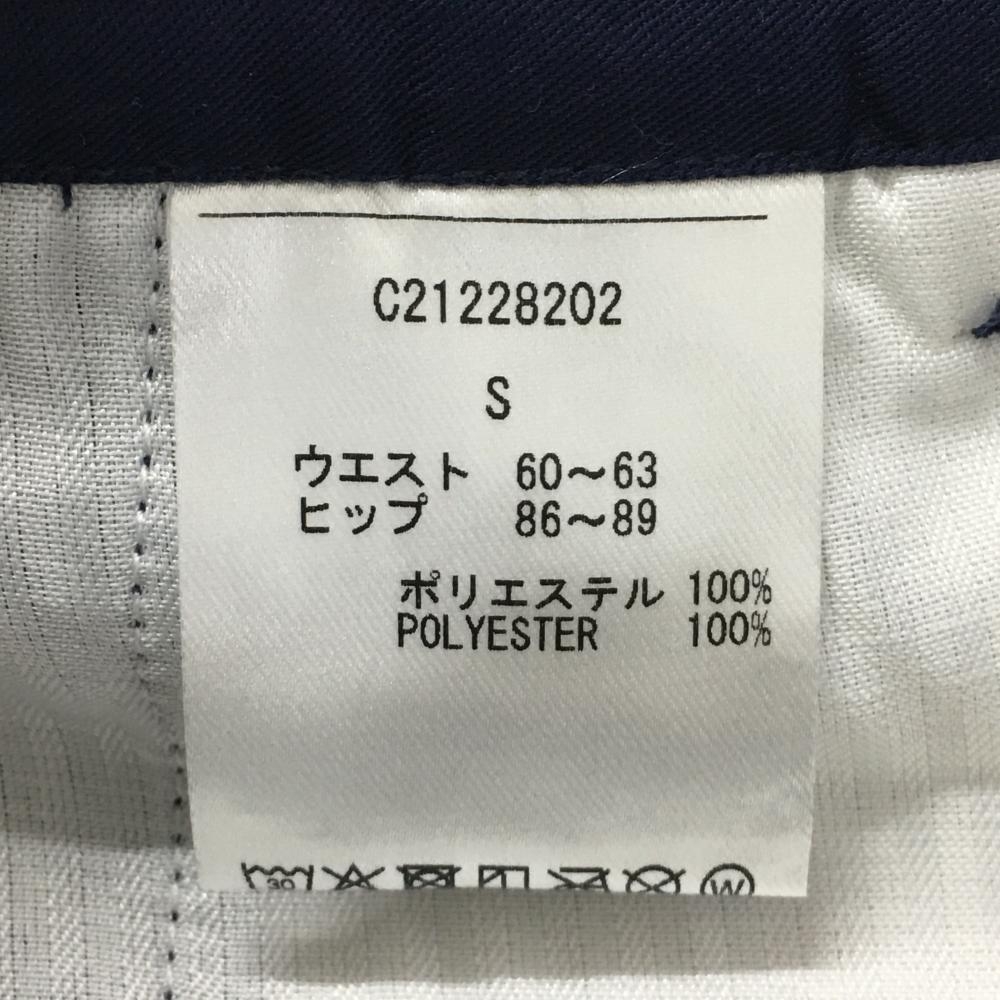 C21228202
S
ウエスト 60～63
ヒップ 86～89
ポリエステル 100%
POLYESTER 100%
30 W